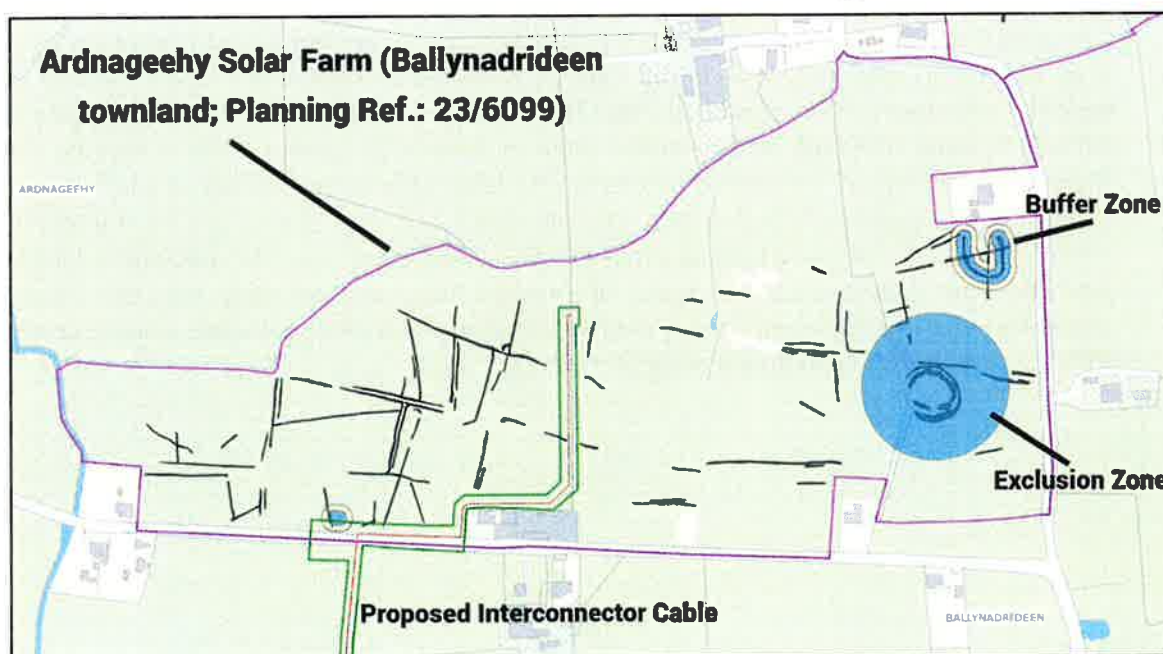 Ardnageehy Solar Farm (Ballynadrideen
townland; Planning Ref.: 23/6099)
ARDNAGEEHY
Buffer Zone
Exclusion Zone
Proposed Interconnector Cable
BALLYNADRIDEEN